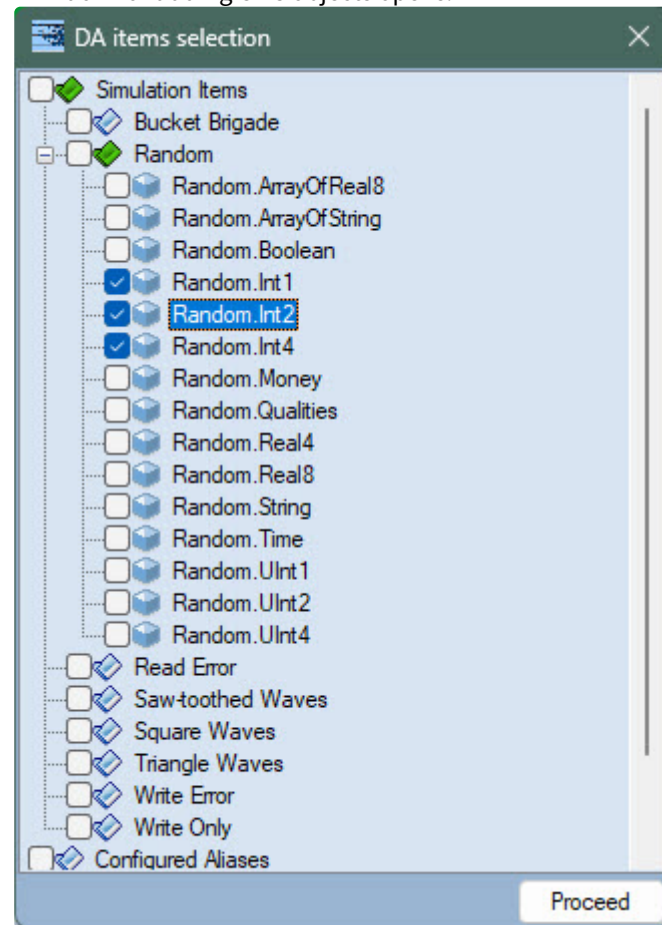 DA items selection
Simulation Items
Bucket Brigade
Random
Random.ArrayOfReal8
Random.ArrayOfString
Random.Boolean
Random.Int1
Random.Int2
Random.Int4
Random.Money
Random.Qualities
Random.Real4
Random.Real8
Random.String
Random.Time
Random.UInt1
Random.UInt2
Random.UInt4
Read Error
Saw-toothed Waves
Square Waves
Triangle Waves
Write Error
Write Only
Configured Aliases
Proceed